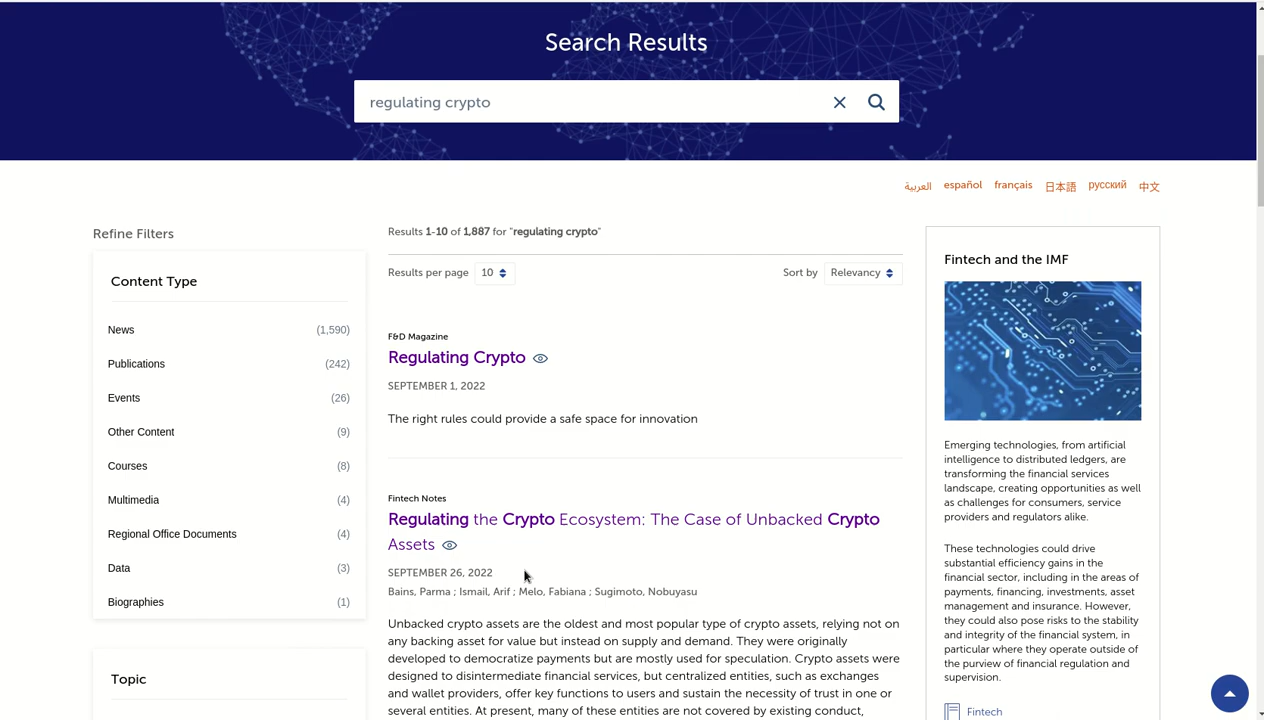 Search Results
regulating crypto
العربية español français 日本語 русский 中文
Refine Filters
Content Type
News (1,590)
Publications (242)
Events (26)
Other Content (9)
Courses (8)
Multimedia (4)
Regional Office Documents (4)
Data (3)
Biographies (1)
Topic
Results 1-10 of 1,887 for "regulating crypto"
Results per page 10
Sort by Relevancy
F&D Magazine
Regulating Crypto
SEPTEMBER 1, 2022
The right rules could provide a safe space for innovation
Fintech Notes
Regulating the Crypto Ecosystem: The Case of Unbacked Crypto
Assets
SEPTEMBER 26, 2022
Bains, Parma ; Ismail, Arif ; Melo, Fabiana ; Sugimoto, Nobuyasu
Unbacked crypto assets are the oldest and most popular type of crypto assets, relying not on
any backing asset for value but instead on supply and demand. They were originally
developed to democratize payments but are mostly used for speculation. Crypto assets were
designed to disintermediate financial services, but centralized entities, such as exchanges
and wallet providers, offer key functions to users and sustain the necessity of trust in one or
several entities. At present, many of these entities are not covered by existing conduct,
Fintech and the IMF
Emerging technologies, from artificial
intelligence to distributed ledgers, are
transforming the financial services
landscape, creating opportunities as well
as challenges for consumers, service
providers and regulators alike.
These technologies could drive
substantial efficiency gains in the
financial sector, including in the areas of
payments, financing, investments, asset
management and insurance. However,
they could also pose risks to the stability
and integrity of the financial system, in
particular where they operate outside of
the purview of financial regulation and
supervision.
Fintech